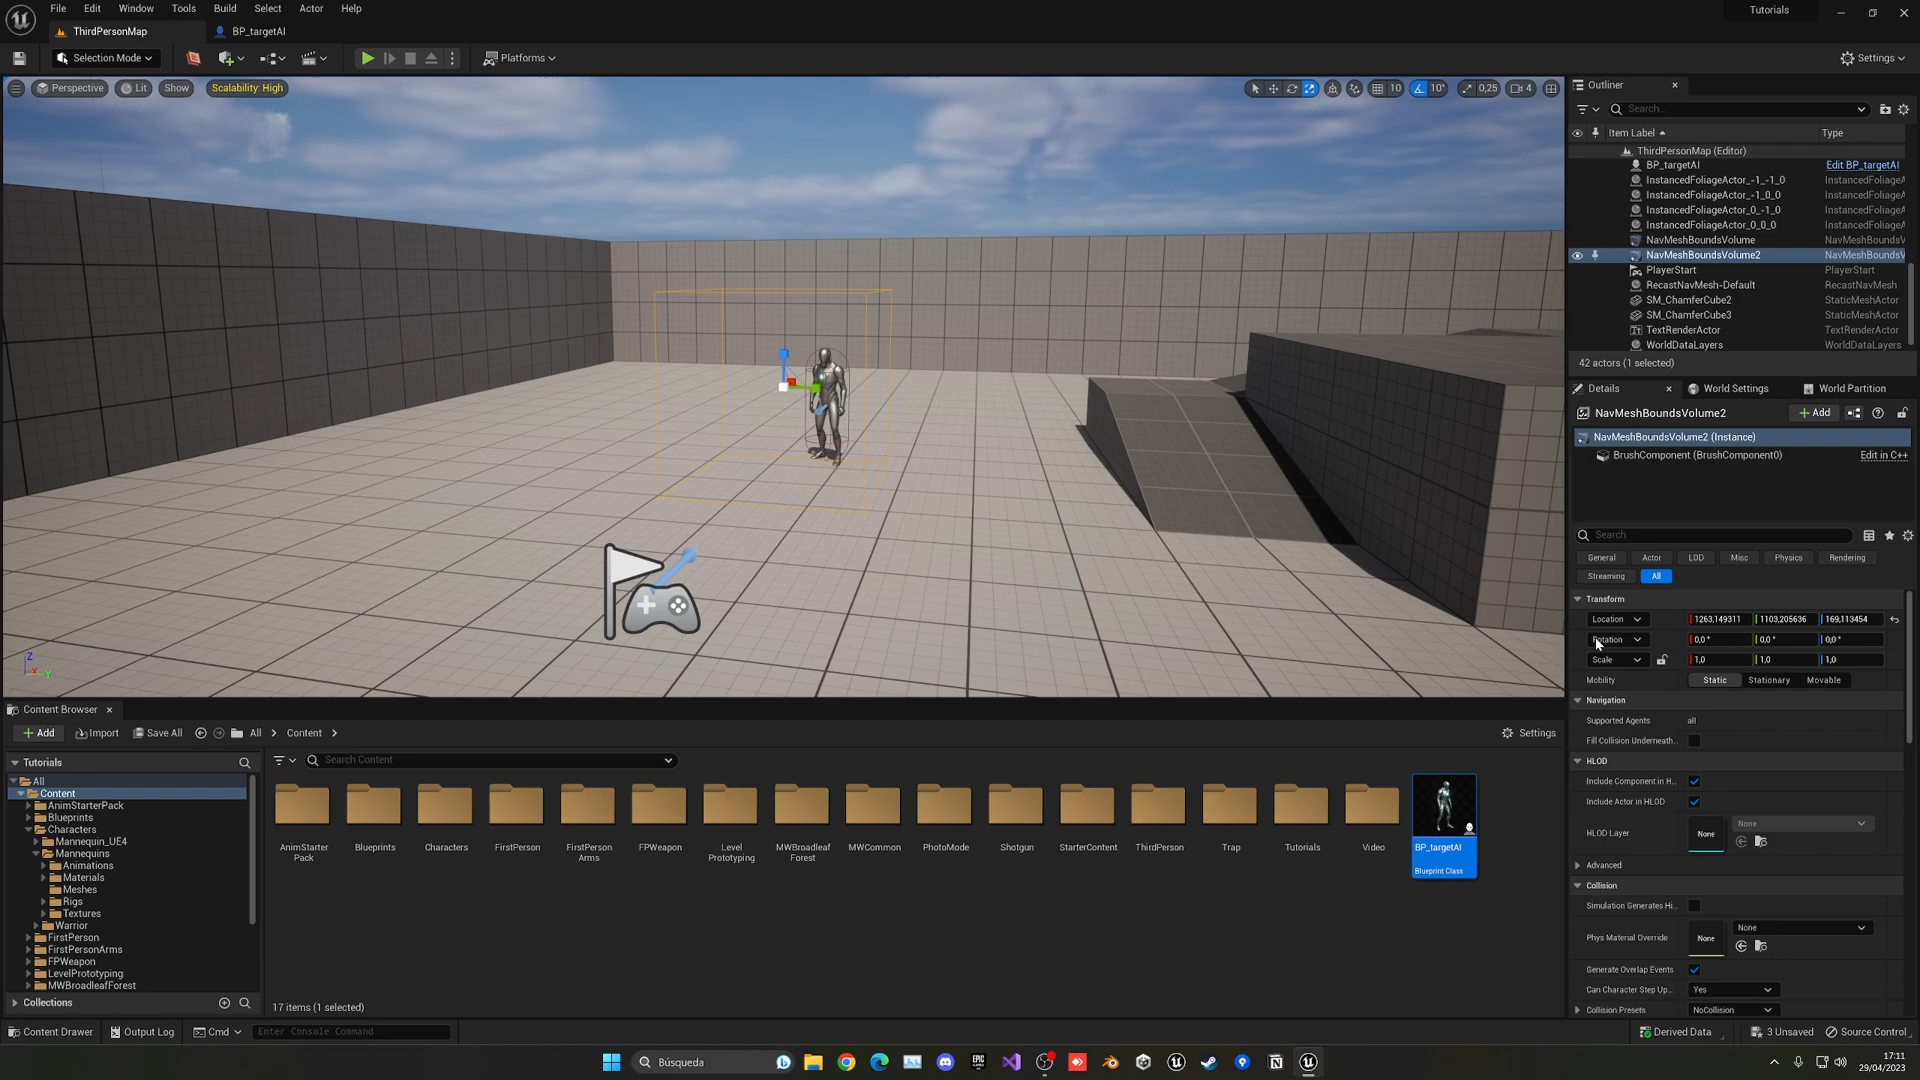 File Edit Window Tools Build Select Actor Help
Tutorials
ThirdPersonMap
BP_targetAI
Selection Mode
Platforms
Settings
Perspective
Lit
Show
Scalability: High
10
10°
0,25
4
Outliner
Search...
Item Label
Type
ThirdPersonMap (Editor)
BP_targetAI Edit BP_targetAI
InstancedFoliageActor_-1_-1_0 InstancedFoliageA
InstancedFoliageActor_-1_0_0 InstancedFoliageA
InstancedFoliageActor_0_-1_0 InstancedFoliageA
InstancedFoliageActor_0_0_0 InstancedFoliageA
NavMeshBoundsVolume NavMeshBoundsV
NavMeshBoundsVolume2 NavMeshBoundsV
PlayerStart PlayerStart
RecastNavMesh-Default RecastNavMesh
SM_ChamferCube2 StaticMeshActor
SM_ChamferCube3 StaticMeshActor
TextRenderActor TextRenderActor
WorldDataLayers WorldDataLayers
42 actors (1 selected)
Details
World Settings
World Partition
NavMeshBoundsVolume2
Add
NavMeshBoundsVolume2 (Instance)
BrushComponent (BrushComponent0) Edit in C++
Search
General Actor LOD Misc Physics Rendering
Streaming All
Transform
Location 1263,149311 1103,205636 169,113454
Rotation 0,0 ° 0,0 ° 0,0 °
Scale 1,0 1,0 1,0
Mobility Static Stationary Movable
Navigation
Supported Agents all
Fill Collision Underneath...
HLOD
Include Component in H...
Include Actor in HLOD
HLOD Layer None None
Advanced
Collision
Simulation Generates Hi...
Phys Material Override None None
Generate Overlap Events
Can Character Step Up... Yes
Collision Presets NoCollision
Z
Y
Content Browser
Add
Import
Save All
All
Content
Settings
Tutorials
All
Content
AnimStarterPack
Blueprints
Characters
Mannequin_UE4
Mannequins
Animations
Materials
Meshes
Rigs
Textures
Warrior
FirstPerson
FirstPersonArms
FPWeapon
LevelPrototyping
MWBroadleafForest
Collections
Search Content
AnimStarter Pack
Blueprints
Characters
FirstPerson
FirstPerson Arms
FPWeapon
Level Prototyping
MWBroadleaf Forest
MWCommon
PhotoMode
Shotgun
StarterContent
ThirdPerson
Trap
Tutorials
Video
BP_targetAI
Blueprint Class
17 items (1 selected)
Content Drawer
Output Log
Cmd
Enter Console Command
Derived Data
3 Unsaved
Source Control
Búsqueda
EPIC
17:11
29/04/2023